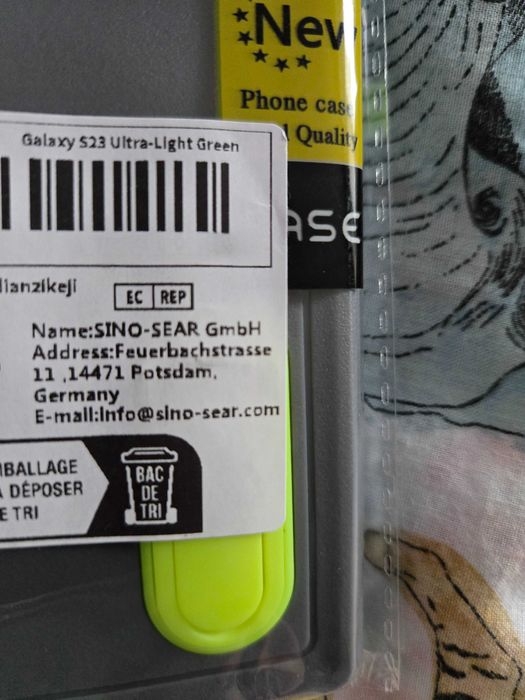 New
Phone case
Quality
ASE
Galaxy S23 Ultra-Light Green
dianzikeji
EC REP
Name:SINO-SEAR GmbH
Address:Feuerbachstrasse
11 ,14471 Potsdam,
Germany
E-mail:Info@sino-sear.com
BALLAGE
À DÉPOSER
E TRI
BAC
DE
TRI